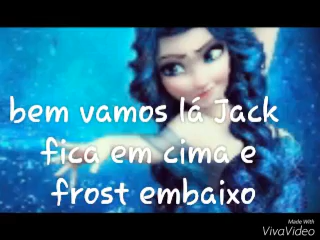 bem vamos lá Jack
fica em cima e
frost embaixo
Made With
VivaVideo